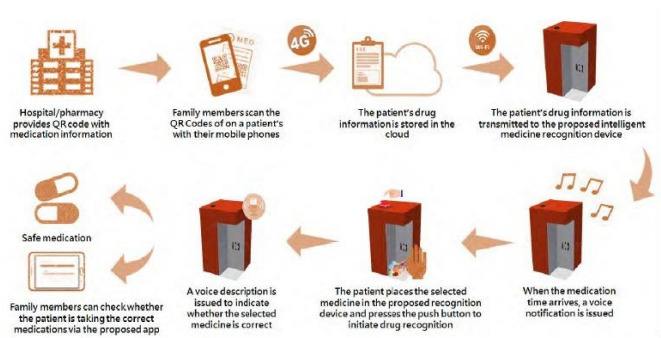 MEO
4G
Wi-Fi
Hospital/pharmacy
provides QR code with
medication information
Family members scan the
QR Codes of on a patient's
with their mobile phones
The patient's drug
information is stored in the
cloud
The patient's drug information is
transmitted to the proposed intelligent
medicine recognition device
Safe medication
Family members can check whether
the patient is taking the correct
medications via the proposed app
A voice description is
issued to indicate
whether the selected
medicine is correct
The patient places the selected
medicine in the proposed recognition
device and presses the push button to
initiate drug recognition
When the medication
time arrives, a voice
notification is issued